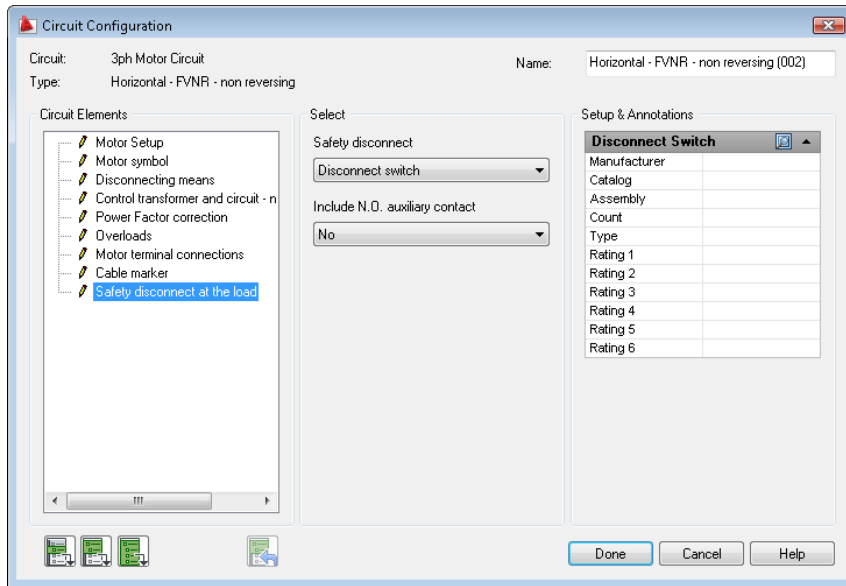 Circuit Configuration
Circuit: 3ph Motor Circuit
Name: Horizontal - FVNR - non reversing (002)
Type: Horizontal - FVNR - non reversing
Circuit Elements
Motor Setup
Motor symbol
Disconnecting means
Control transformer and circuit - n
Power Factor correction
Overloads
Motor terminal connections
Cable marker
Safety disconnect at the load
Select
Safety disconnect
Disconnect switch
Include N.O. auxiliary contact
No
Setup & Annotations
Disconnect Switch
Manufacturer
Catalog
Assembly
Count
Type
Rating 1
Rating 2
Rating 3
Rating 4
Rating 5
Rating 6
Done Cancel Help